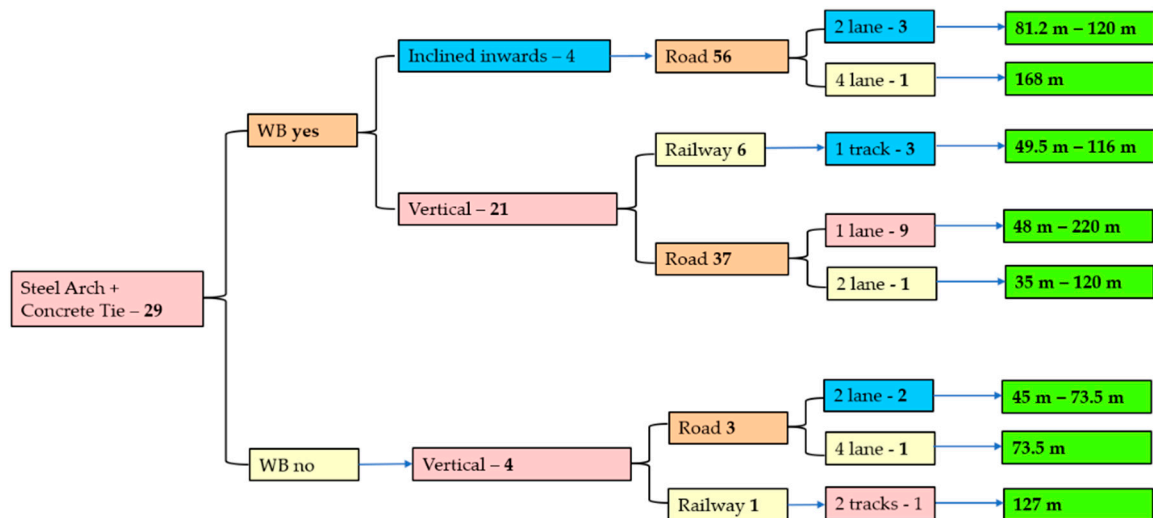 Steel Arch +
Concrete Tie – 29
WB yes
Inclined inwards – 4
Road 56
2 lane - 3
81.2 m – 120 m
4 lane - 1
168 m
Vertical – 21
Railway 6
1 track - 3
49.5 m – 116 m
Road 37
1 lane - 9
48 m – 220 m
2 lane - 1
35 m – 120 m
WB no
Vertical – 4
Road 3
2 lane - 2
45 m – 73.5 m
4 lane - 1
73.5 m
Railway 1
2 tracks - 1
127 m